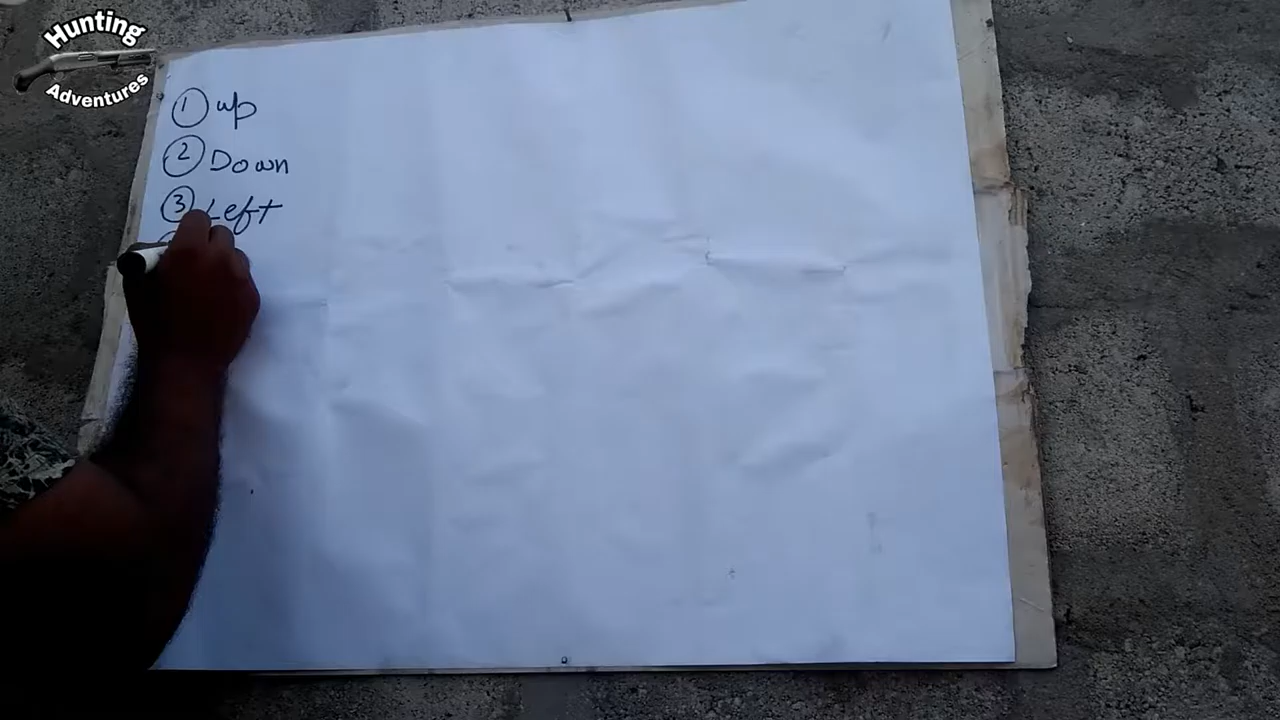 Hunting
Adventures
① up
② Down
③ Left